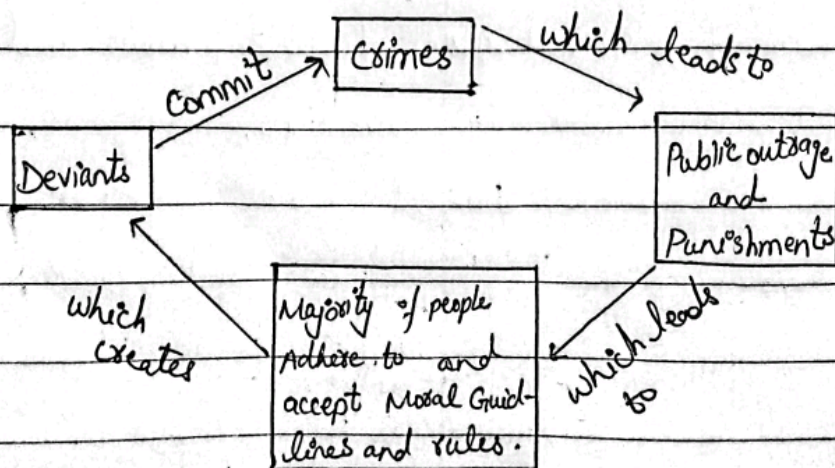 Crimes
which leads to
commit
Deviants
Public outrage
and
Punishments
Majority of people
Adhere to and
accept Moral Guid-
lines and rules.
which leads
to
which
creates